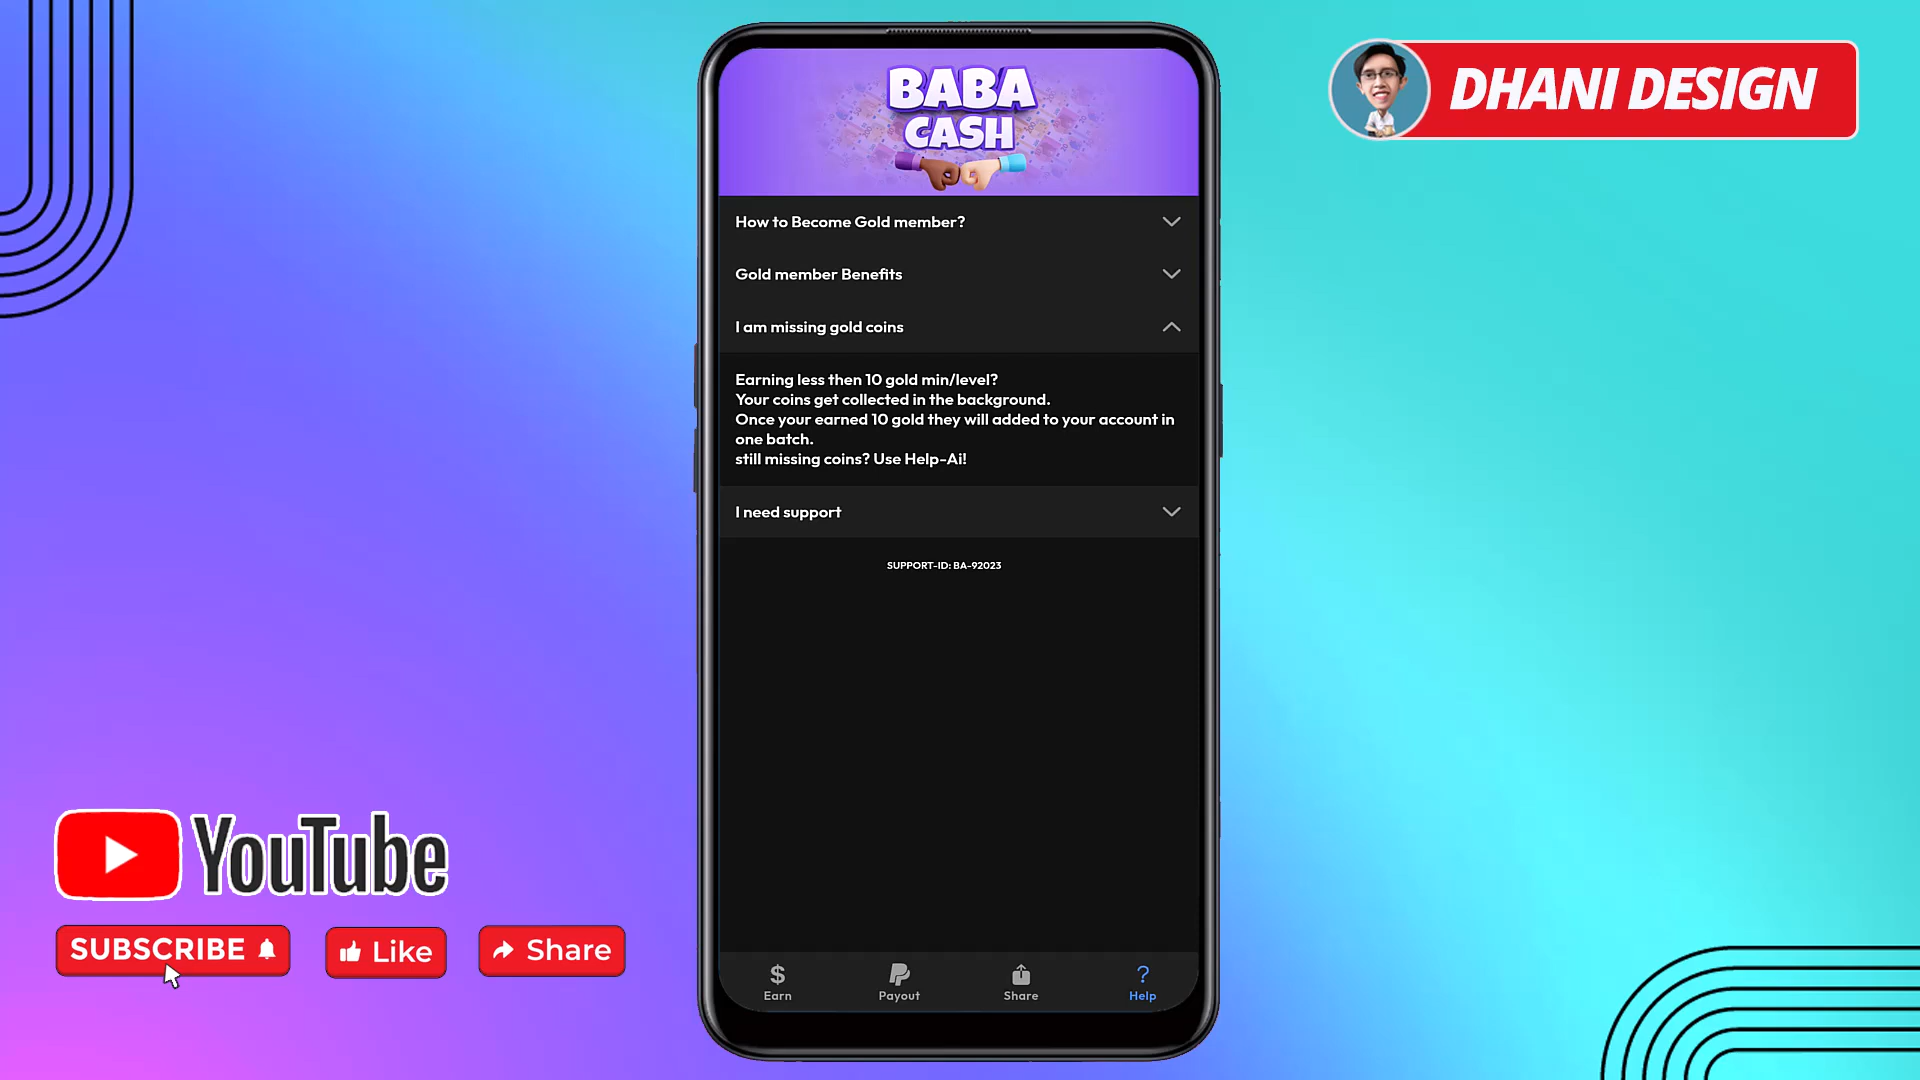 DHANI DESIGN
BABA
CASH
How to Become Gold member?
Gold member Benefits
I am missing gold coins
Earning less then 10 gold min/level?
Your coins get collected in the background.
Once your earned 10 gold they will added to your account in
one batch.
still missing coins? Use Help-Ai!
I need support
SUPPORT-ID: BA-92023
Earn
Payout
Share
Help
YouTube
SUBSCRIBE
Like
Share